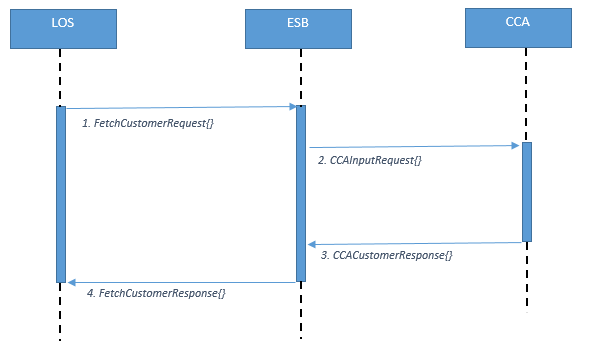 LOS
ESB
CCA
1. FetchCustomerRequest{}
2. CCAInputRequest{}
3. CCACustomerResponse{}
4. FetchCustomerResponse{}